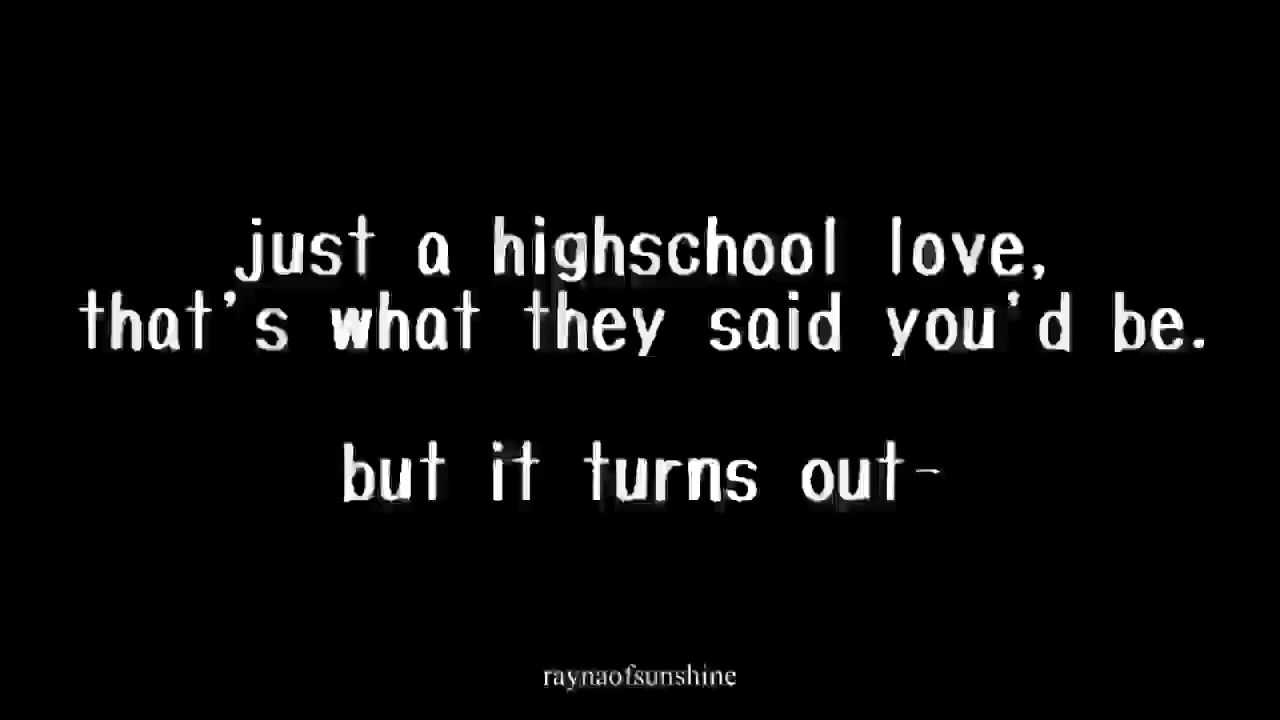 just a highschool love,
that's what they said you'd be.
but it turns out-
raynaofsunshine